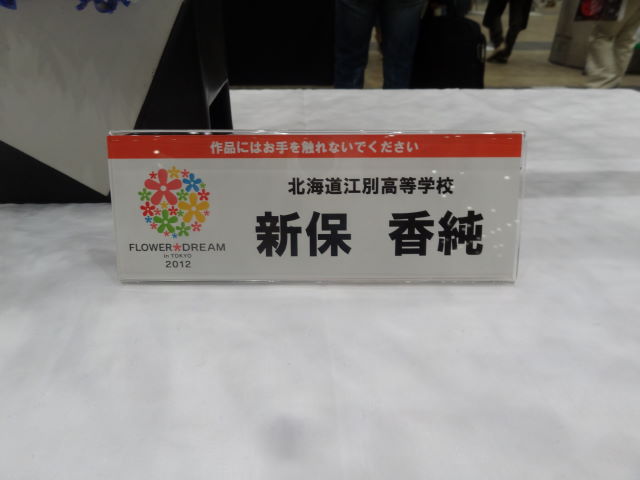 作品にはお手を触れないでください
北海道江別高等学校
新保 香純
FLOWER★DREAM
in TOKYO
2012